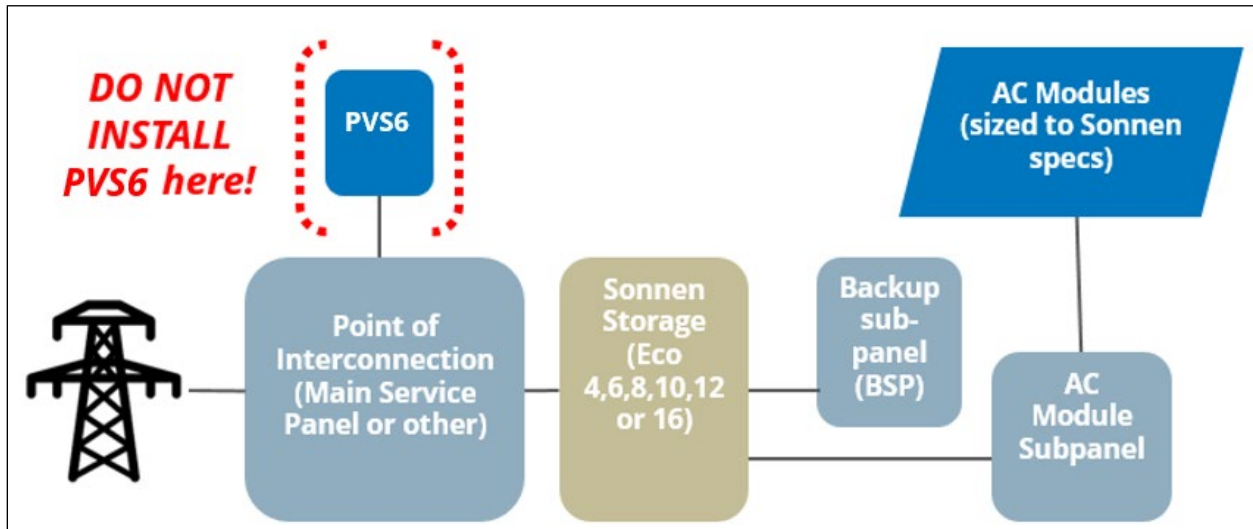 DO NOT
INSTALL
PVS6 here!
PVS6
AC Modules
(sized to Sonnen
specs)
Point of
Interconnection
(Main Service
Panel or other)
Sonnen
Storage
(Eco
4,6,8,10,12
or 16)
Backup
sub-
panel
(BSP)
AC
Module
Subpanel